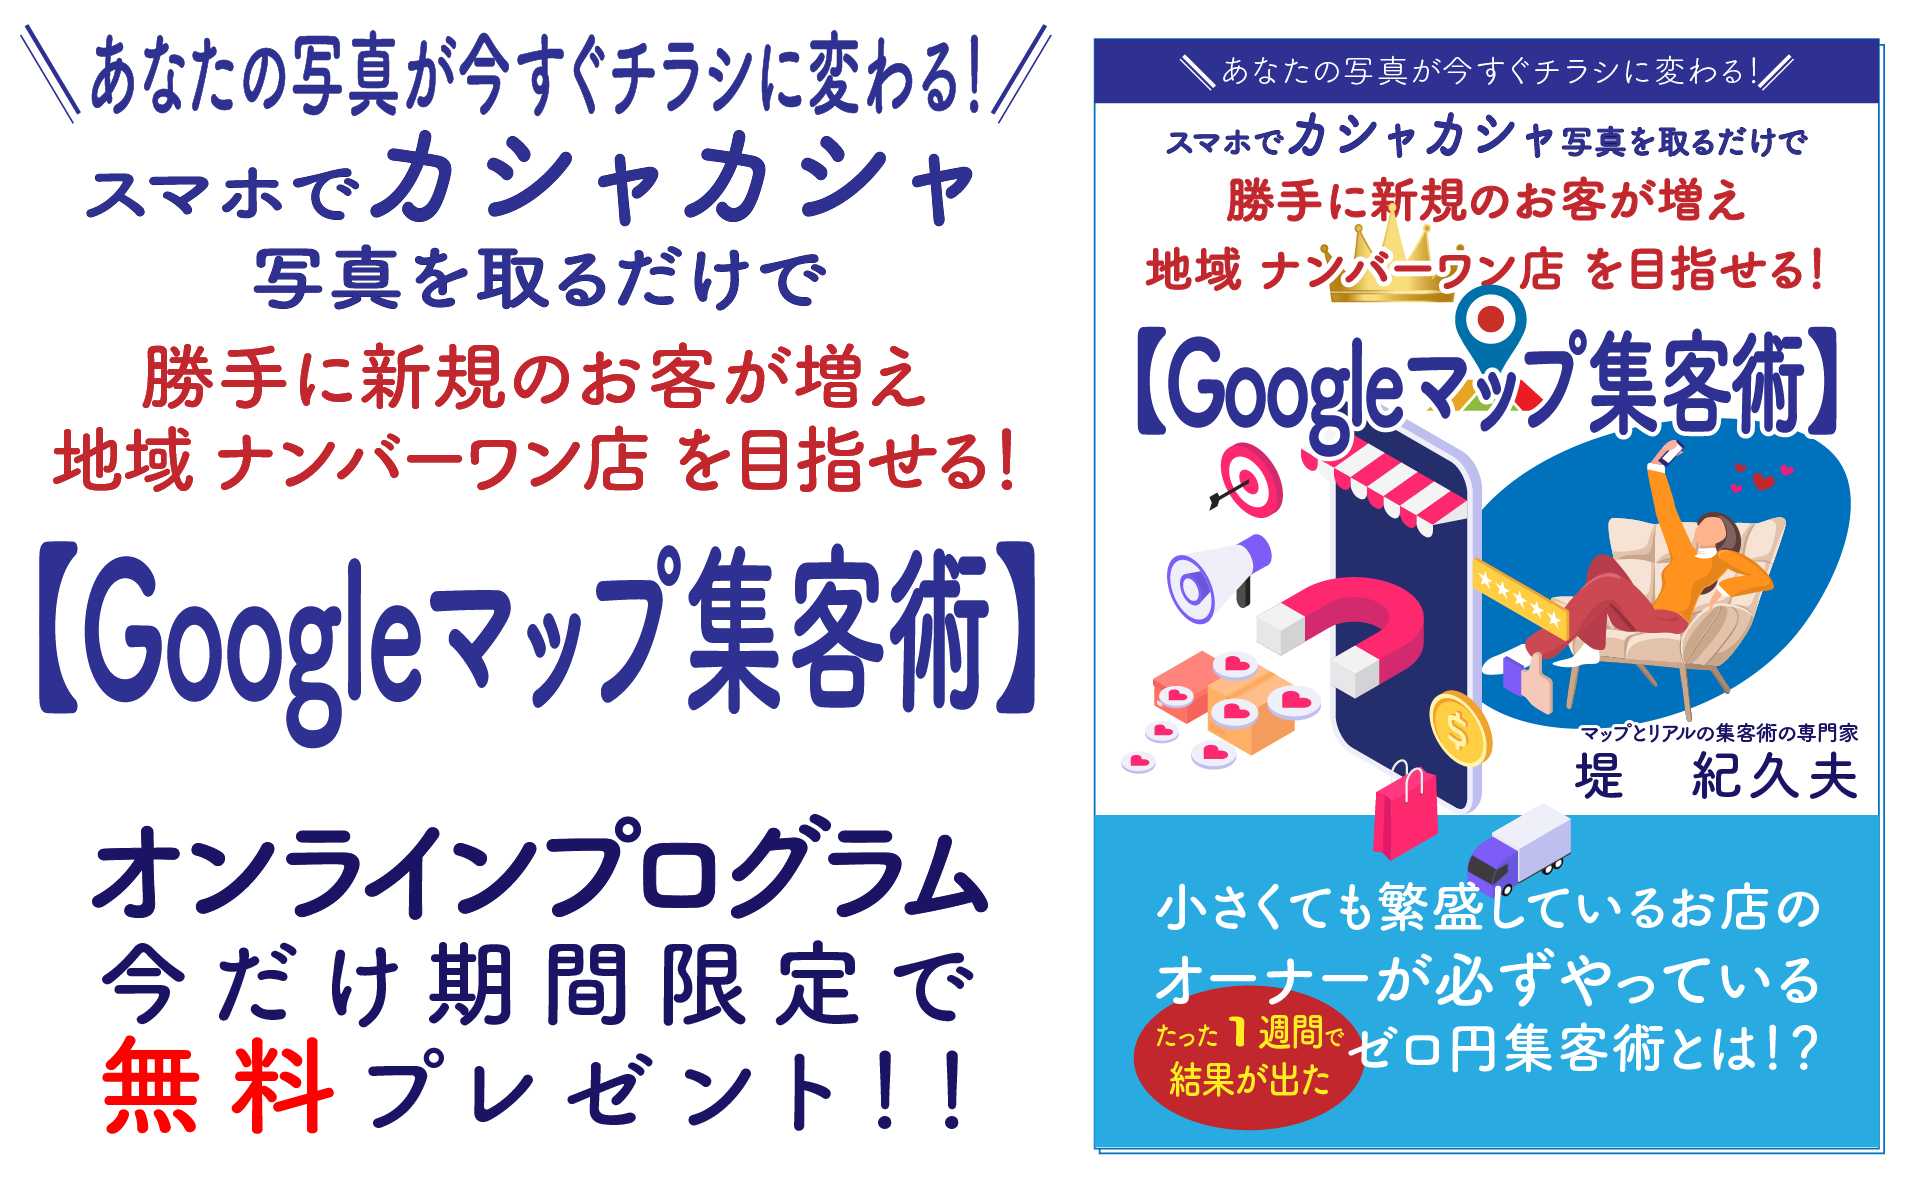 あなたの写真が今すぐチラシに変わる!
スマホでカシャカシャ
写真を取るだけで
勝手に新規のお客が増え
地域 ナンバーワン店 を目指せる!
【Googleマップ集客術】
オンラインプログラム
今だけ期間限定で
無料プレゼント!!
あなたの写真が今すぐチラシに変わる!
スマホでカシャカシャ写真を取るだけで
勝手に新規のお客が増え
地域 ナンバーワン店 を目指せる!
【Googleマップ集客術】
マップとリアルの集客術の専門家
堤 紀久夫
小さくても繁盛しているお店の
オーナーが必ずやっている
ゼロ円集客術とは!?
たった1週間で
結果が出た